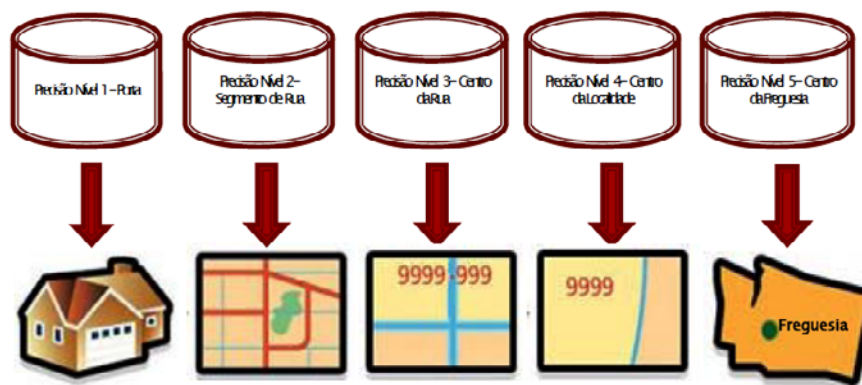 Precisão Nível 1 – Porta
Precisão Nível 2 –
Segmento de Rua
Precisão Nível 3 – Centro
da Rua
Precisão Nível 4 – Centro
da Localidade
Precisão Nível 5 – Centro
da Freguesia
9999-999
9999
Freguesia